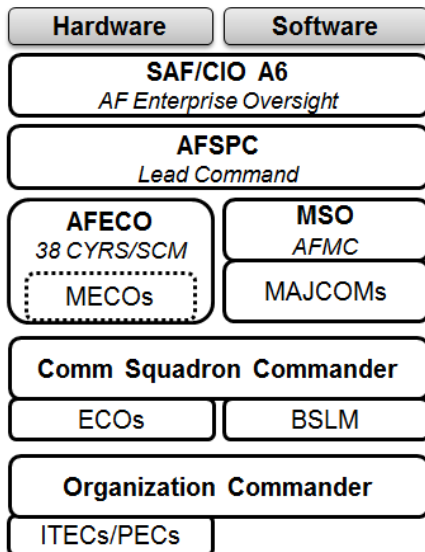 Hardware
Software
SAF/CIO A6
AF Enterprise Oversight
AFSPC
Lead Command
AFECO
38 CYRS/SCM
MECOs
MSO
AFMC
MAJCOMs
Comm Squadron Commander
ECOs
BSLM
Organization Commander
ITECs/PECs